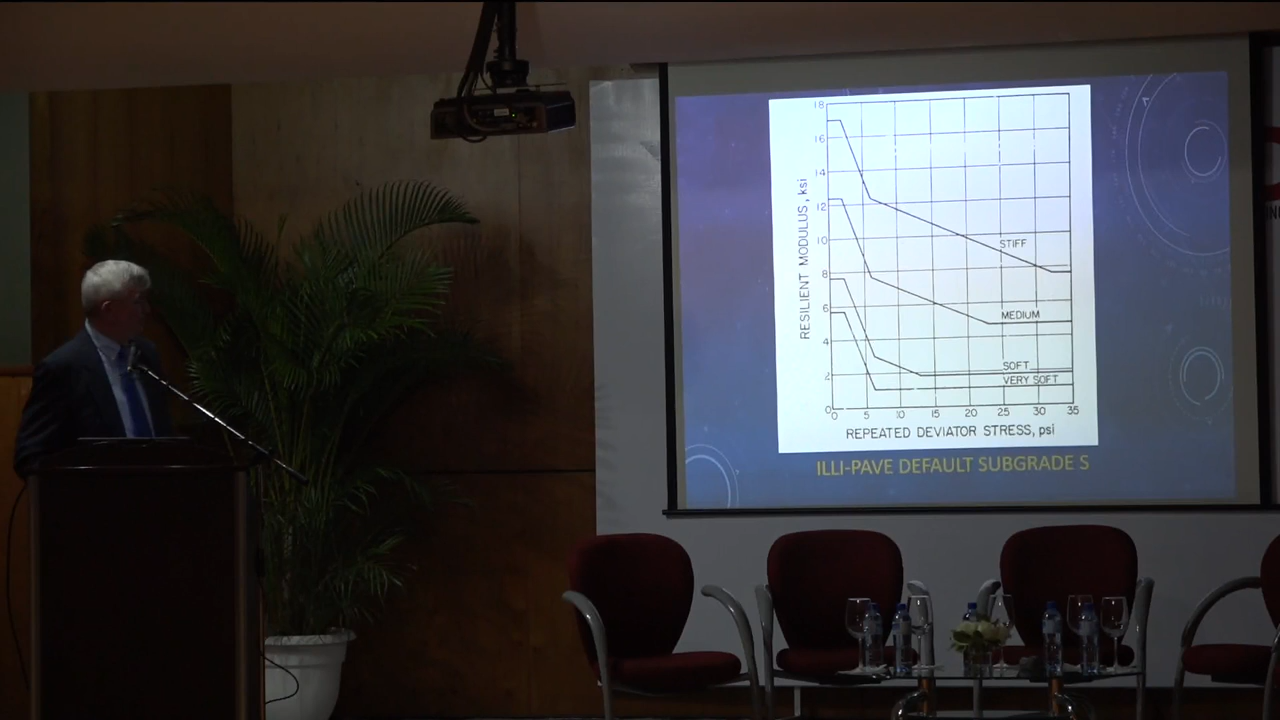 18
16
14
12
10
8
6
4
2
0
RESILIENT MODULUS, ksi
STIFF
MEDIUM
SOFT
VERY SOFT
0 5 10 15 20 25 30 35
REPEATED DEVIATOR STRESS, psi
ILLI-PAVE DEFAULT SUBGRADE S